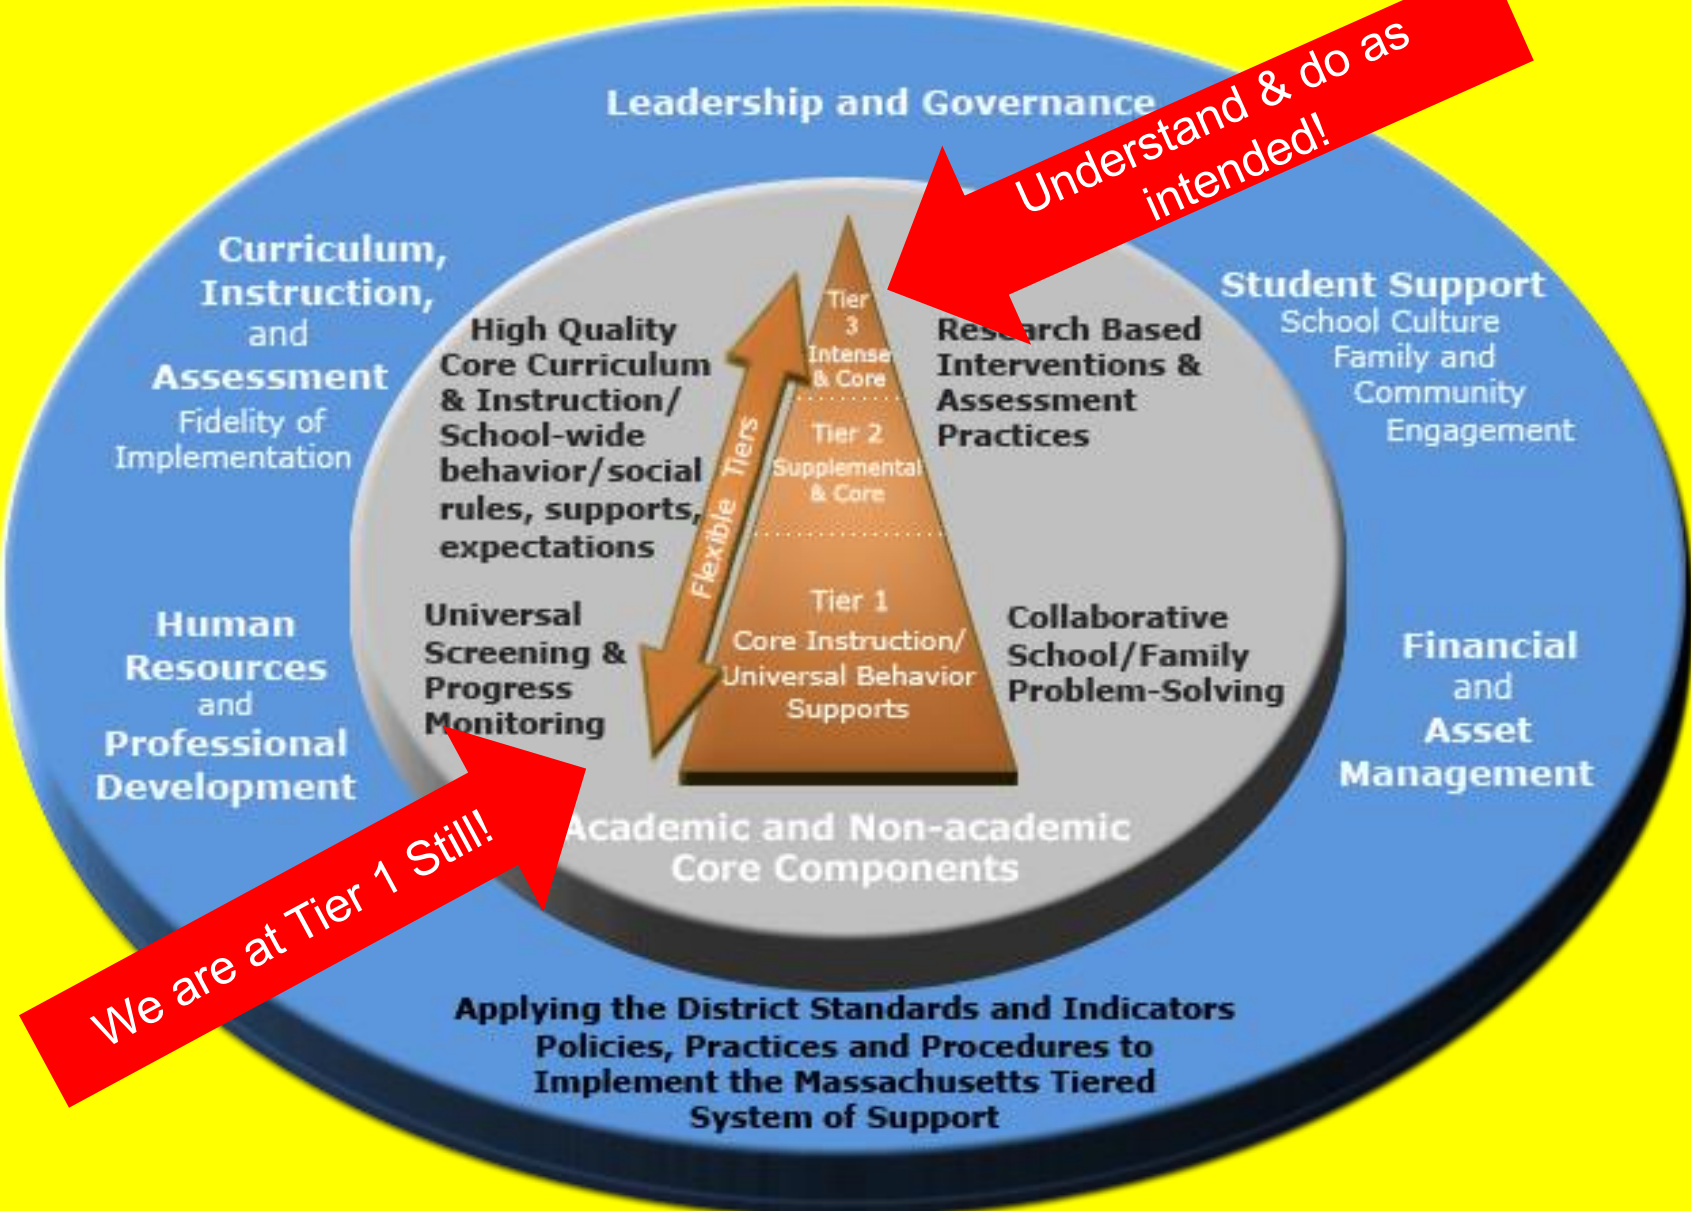 Leadership and Governance
Understand & do as
intended!
Curriculum,
Instruction,
and
Assessment
Fidelity of
Implementation
Student Support
School Culture
Family and
Community
Engagement
High Quality
Core Curriculum
& Instruction/
School-wide
behavior/social
rules, supports,
expectations
Flexible Tiers
Tier
3
Intense
& Core
Tier 2
Supplemental
& Core
Tier 1
Core Instruction/
Universal Behavior
Supports
Research Based
Interventions &
Assessment
Practices
Universal
Screening &
Progress
Monitoring
Collaborative
School/Family
Problem-Solving
Human
Resources
and
Professional
Development
Financial
and
Asset
Management
We are at Tier 1 Still!
Academic and Non-academic
Core Components
Applying the District Standards and Indicators
Policies, Practices and Procedures to
Implement the Massachusetts Tiered
System of Support